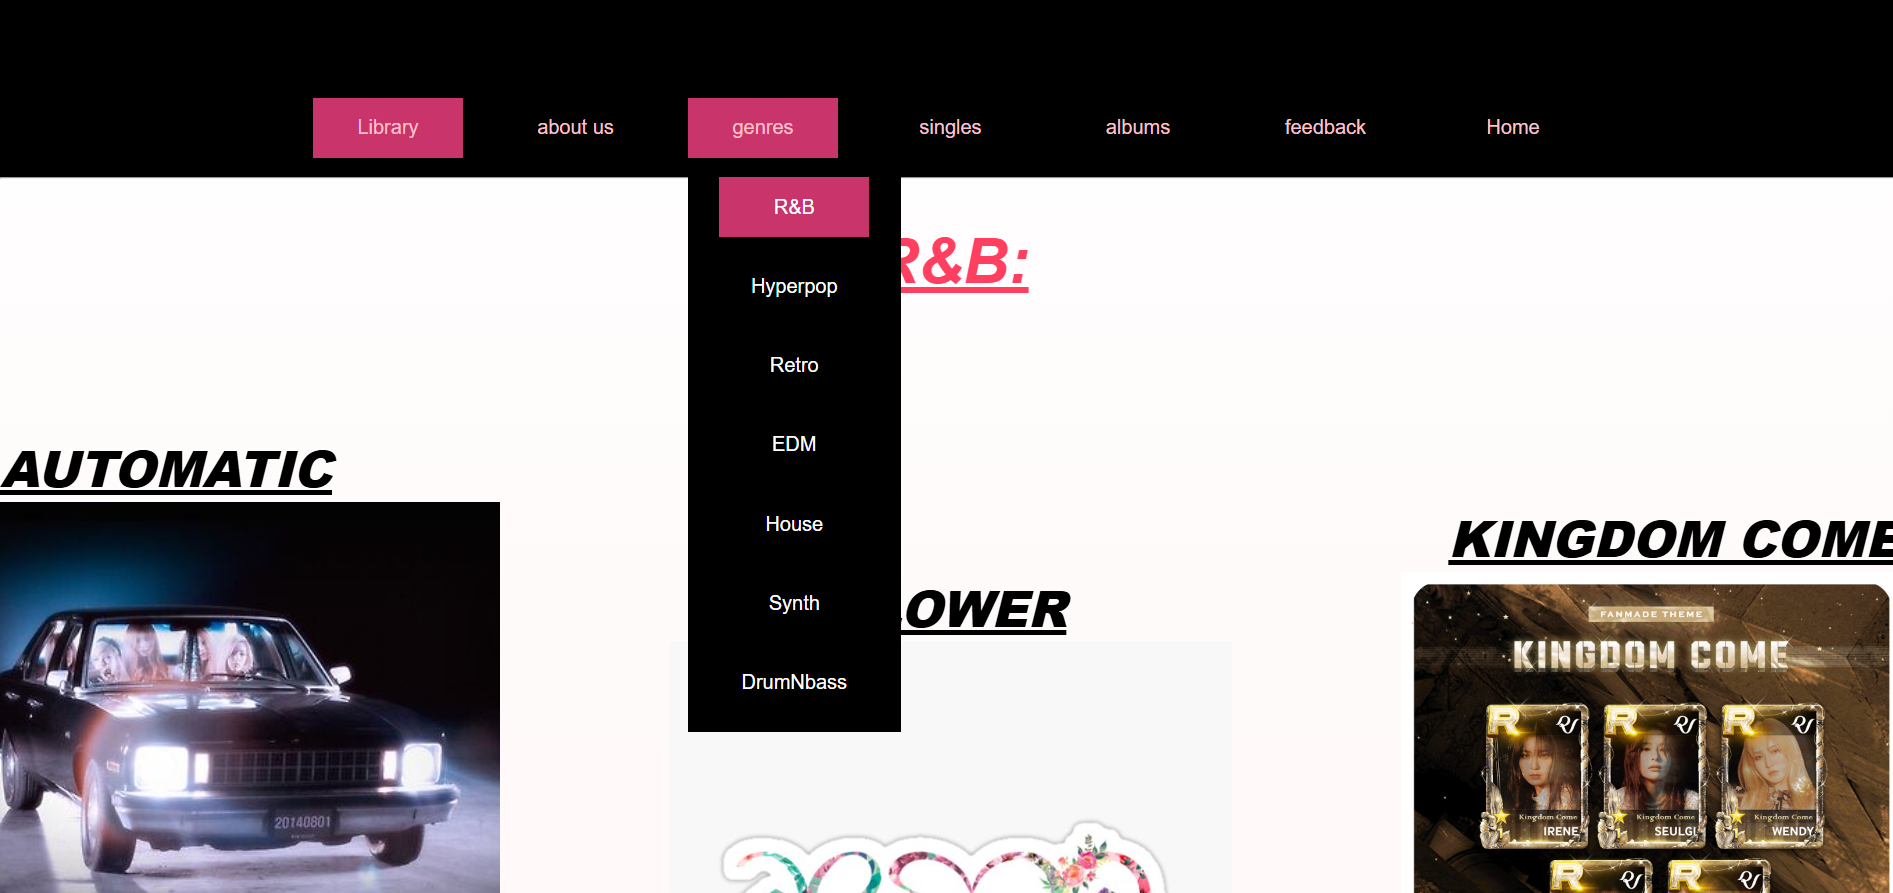 Library about us genres singles albums feedback Home
R&B
R&B:
Hyperpop
Retro
EDM
AUTOMATIC
House
KINGDOM COME
Synth
LOWER
FANMADE THEME
KINGDOM COME
DrumNbass
R R R
20140801
Kingdom Come Kingdom Come Kingdom Come
IRENE SEULGI WENDY
R R